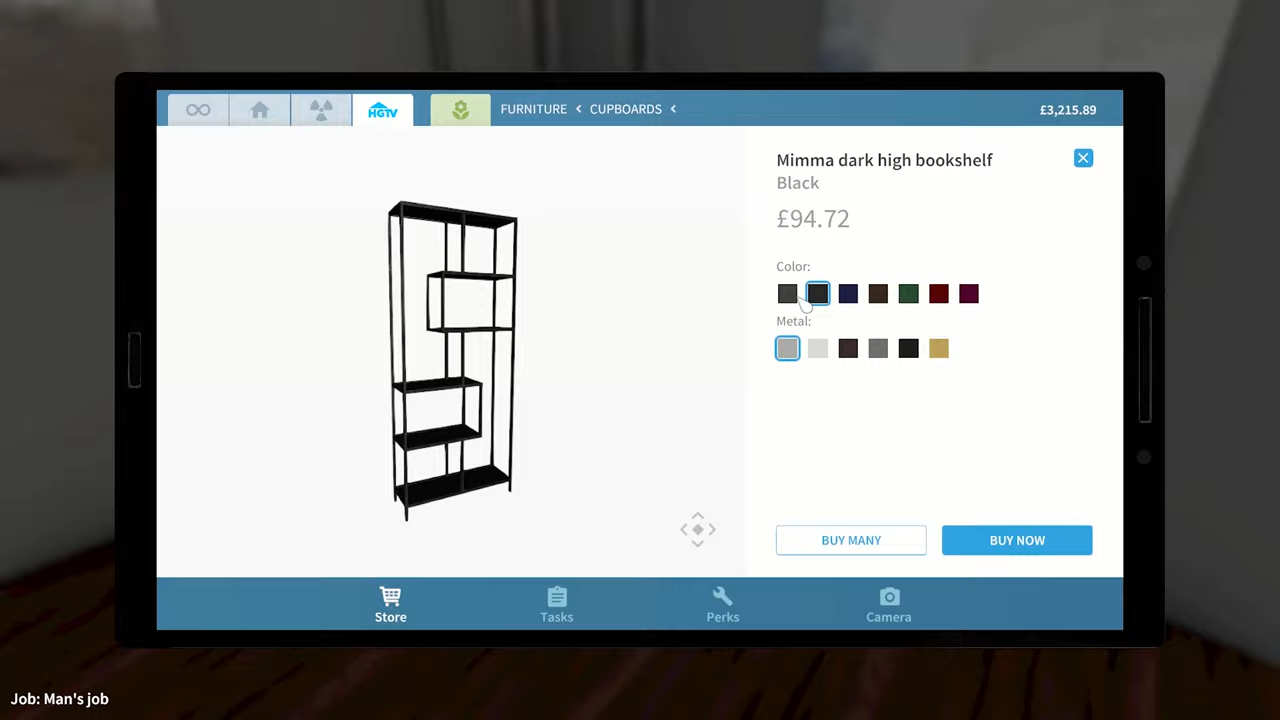 HGTV
FURNITURE < CUPBOARDS <
£3,215.89
Mimma dark high bookshelf
Black
£94.72
Color:
Metal:
BUY MANY
BUY NOW
Store
Tasks
Perks
Camera
Job: Man's job